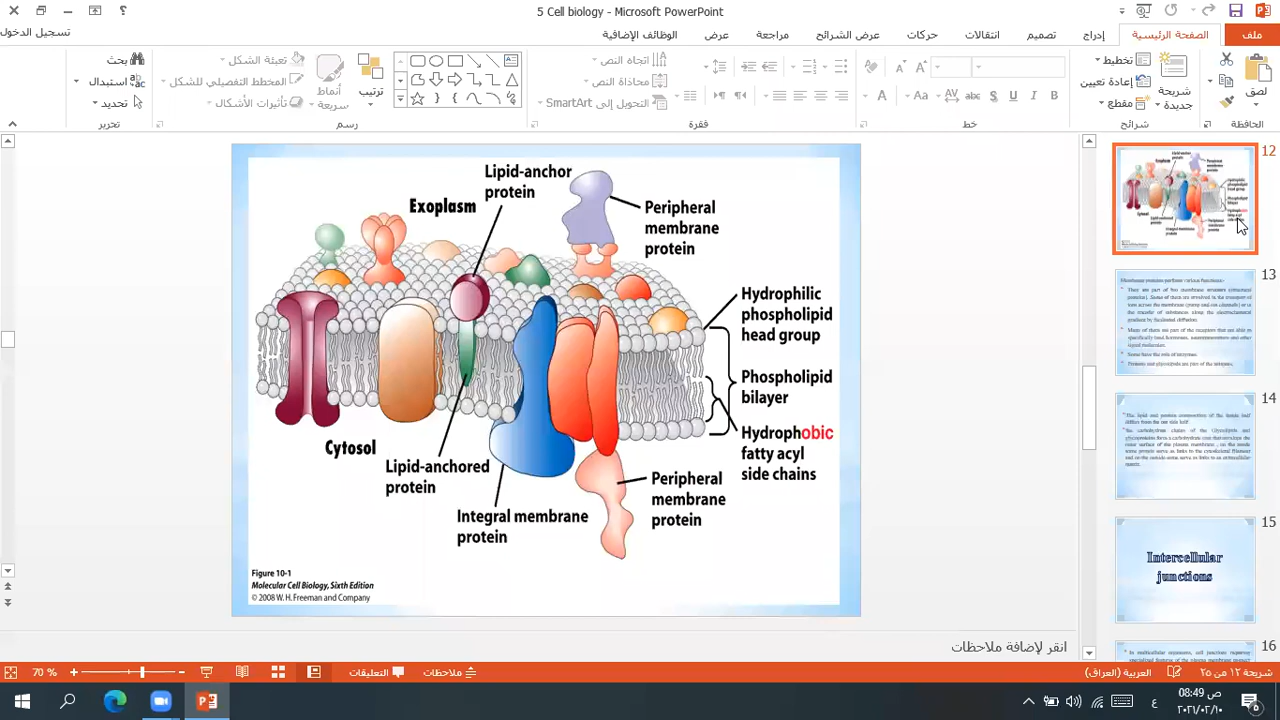 5 Cell biology - Microsoft PowerPoint
تسجيل الدخول
ملف
الصفحة الرئيسية
إدراج
تصميم
انتقالات
حركات
عرض الشرائح
مراجعة
عرض
الوظائف الإضافية
لصق
الحافظة
شريحة جديدة
تخطيط
إعادة تعيين
مقطع
شرائح
خط
فقرة
اتجاه النص
محاذاة النص
التحويل إلى SmartArt
ترتيب
أنماط سريعة
تعبئة الشكل
المخطط التفصيلي للشكل
تأثيرات الأشكال
رسم
بحث
استبدال
تحديد
تحرير
Lipid-anchor
protein
Exoplasm
Peripheral
membrane
protein
Hydrophilic
phospholipid
head group
Phospholipid
bilayer
Hydrophobic
fatty acyl
side chains
Cytosol
Lipid-anchored
protein
Integral membrane
protein
Peripheral
membrane
protein
Figure 10-1
Molecular Cell Biology, Sixth Edition
© 2008 W. H. Freeman and Company
12
13
14
15
Intercellular
junctions
16
انقر لإضافة ملاحظات
شريحة ١٢ من ٢٥
العربية (العراق)
ملاحظات
التعليقات
70 %
ع
08:49 ص
٢٠٢١/٠٢/١٠